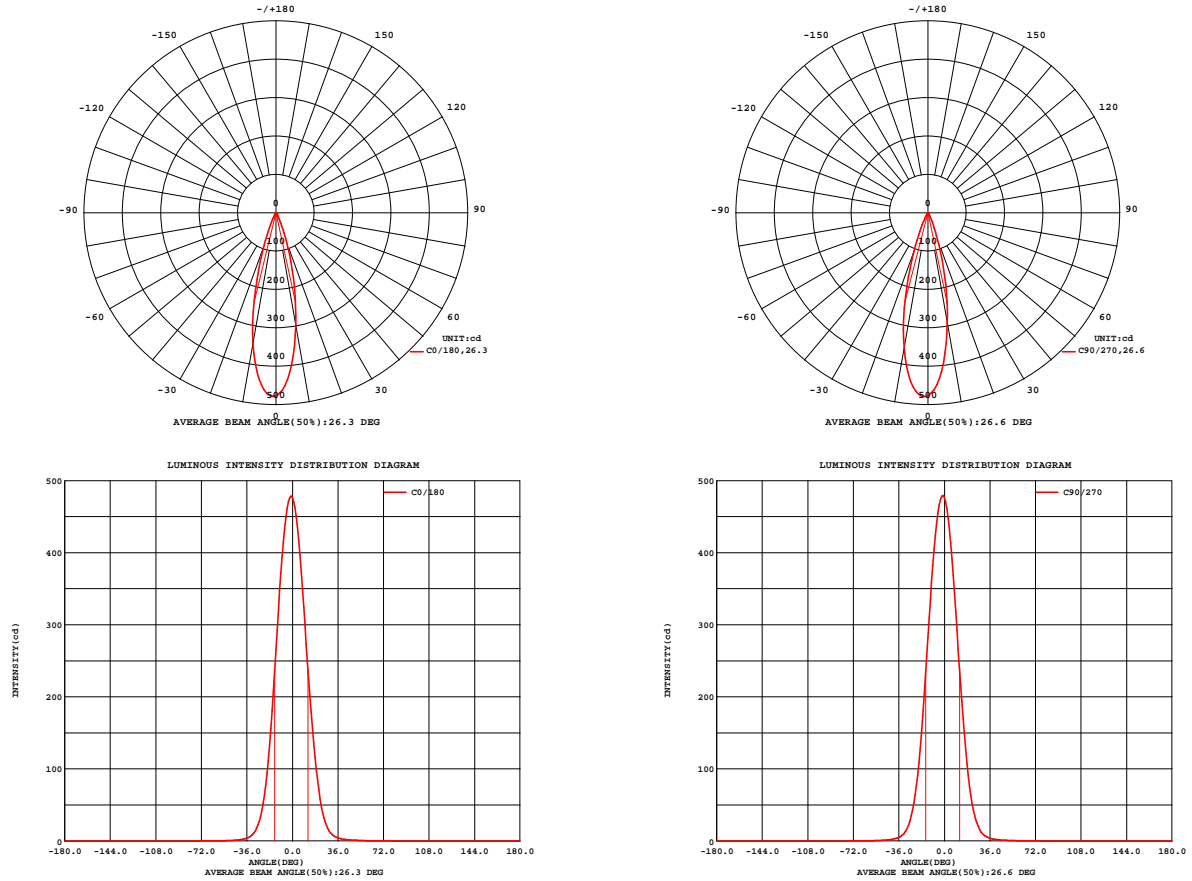 -/+180
-150
150
-120
120
-90
90
-60
60
-30
30
0
0
100
200
300
400
500
UNIT:cd
C0/180,26.3
AVERAGE BEAM ANGLE(50%):26.3 DEG
-/+180
-150
150
-120
120
-90
90
-60
60
-30
30
0
0
100
200
300
400
500
UNIT:cd
C90/270,26.6
AVERAGE BEAM ANGLE(50%):26.6 DEG
LUMINOUS INTENSITY DISTRIBUTION DIAGRAM
C0/180
INTENSITY(cd)
500
400
300
200
100
0
-180.0 -144.0 -108.0 -72.0 -36.0 0.0 36.0 72.0 108.0 144.0 180.0
ANGLE(DEG)
AVERAGE BEAM ANGLE(50%):26.3 DEG
LUMINOUS INTENSITY DISTRIBUTION DIAGRAM
C90/270
INTENSITY(cd)
500
400
300
200
100
0
-180.0 -144.0 -108.0 -72.0 -36.0 0.0 36.0 72.0 108.0 144.0 180.0
ANGLE(DEG)
AVERAGE BEAM ANGLE(50%):26.6 DEG